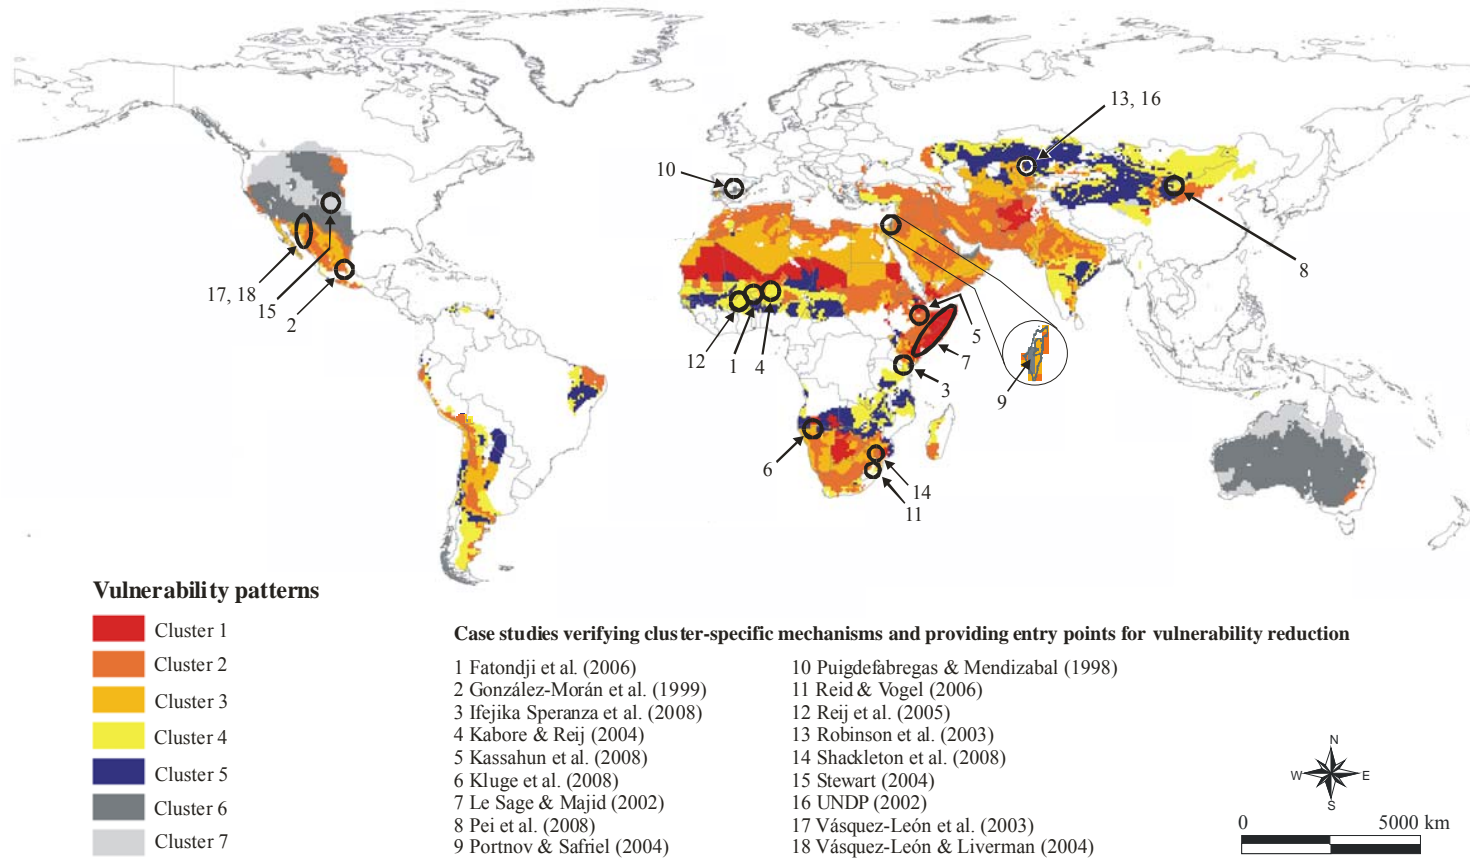 13, 16
10
8
17, 18
15
2
12
1
4
5
7
3
9
6
14
11
Vulnerability patterns
Cluster 1
Cluster 2
Cluster 3
Cluster 4
Cluster 5
Cluster 6
Cluster 7
Case studies verifying cluster-specific mechanisms and providing entry points for vulnerability reduction
1 Fatondji et al. (2006)
2 González-Morán et al. (1999)
3 Ifejika Speranza et al. (2008)
4 Kabore & Reij (2004)
5 Kassahun et al. (2008)
6 Kluge et al. (2008)
7 Le Sage & Majid (2002)
8 Pei et al. (2008)
9 Portnov & Safriel (2004)
10 Puigdefabregas & Mendizabal (1998)
11 Reid & Vogel (2006)
12 Reij et al. (2005)
13 Robinson et al. (2003)
14 Shackleton et al. (2008)
15 Stewart (2004)
16 UNDP (2002)
17 Vásquez-León et al. (2003)
18 Vásquez-León & Liverman (2004)
N
W E
S
0 5000 km